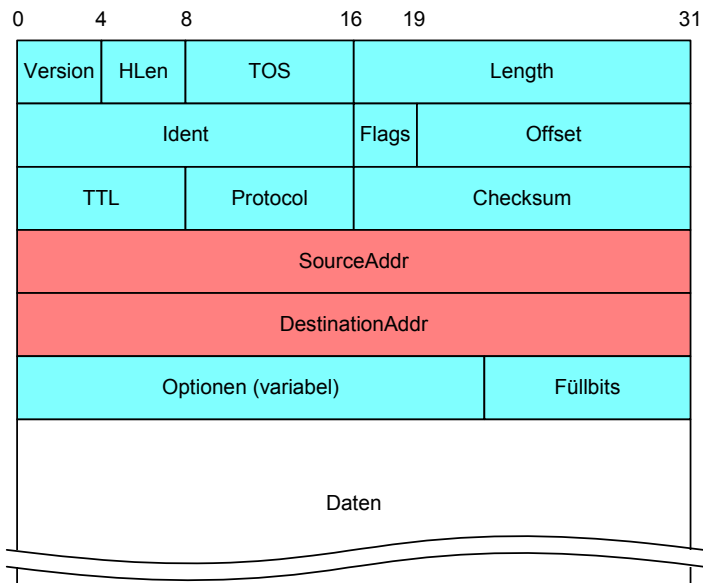 0 4 8 16 19 31
Version HLen TOS Length
Ident Flags Offset
TTL Protocol Checksum
SourceAddr
DestinationAddr
Optionen (variabel) Füllbits
Daten